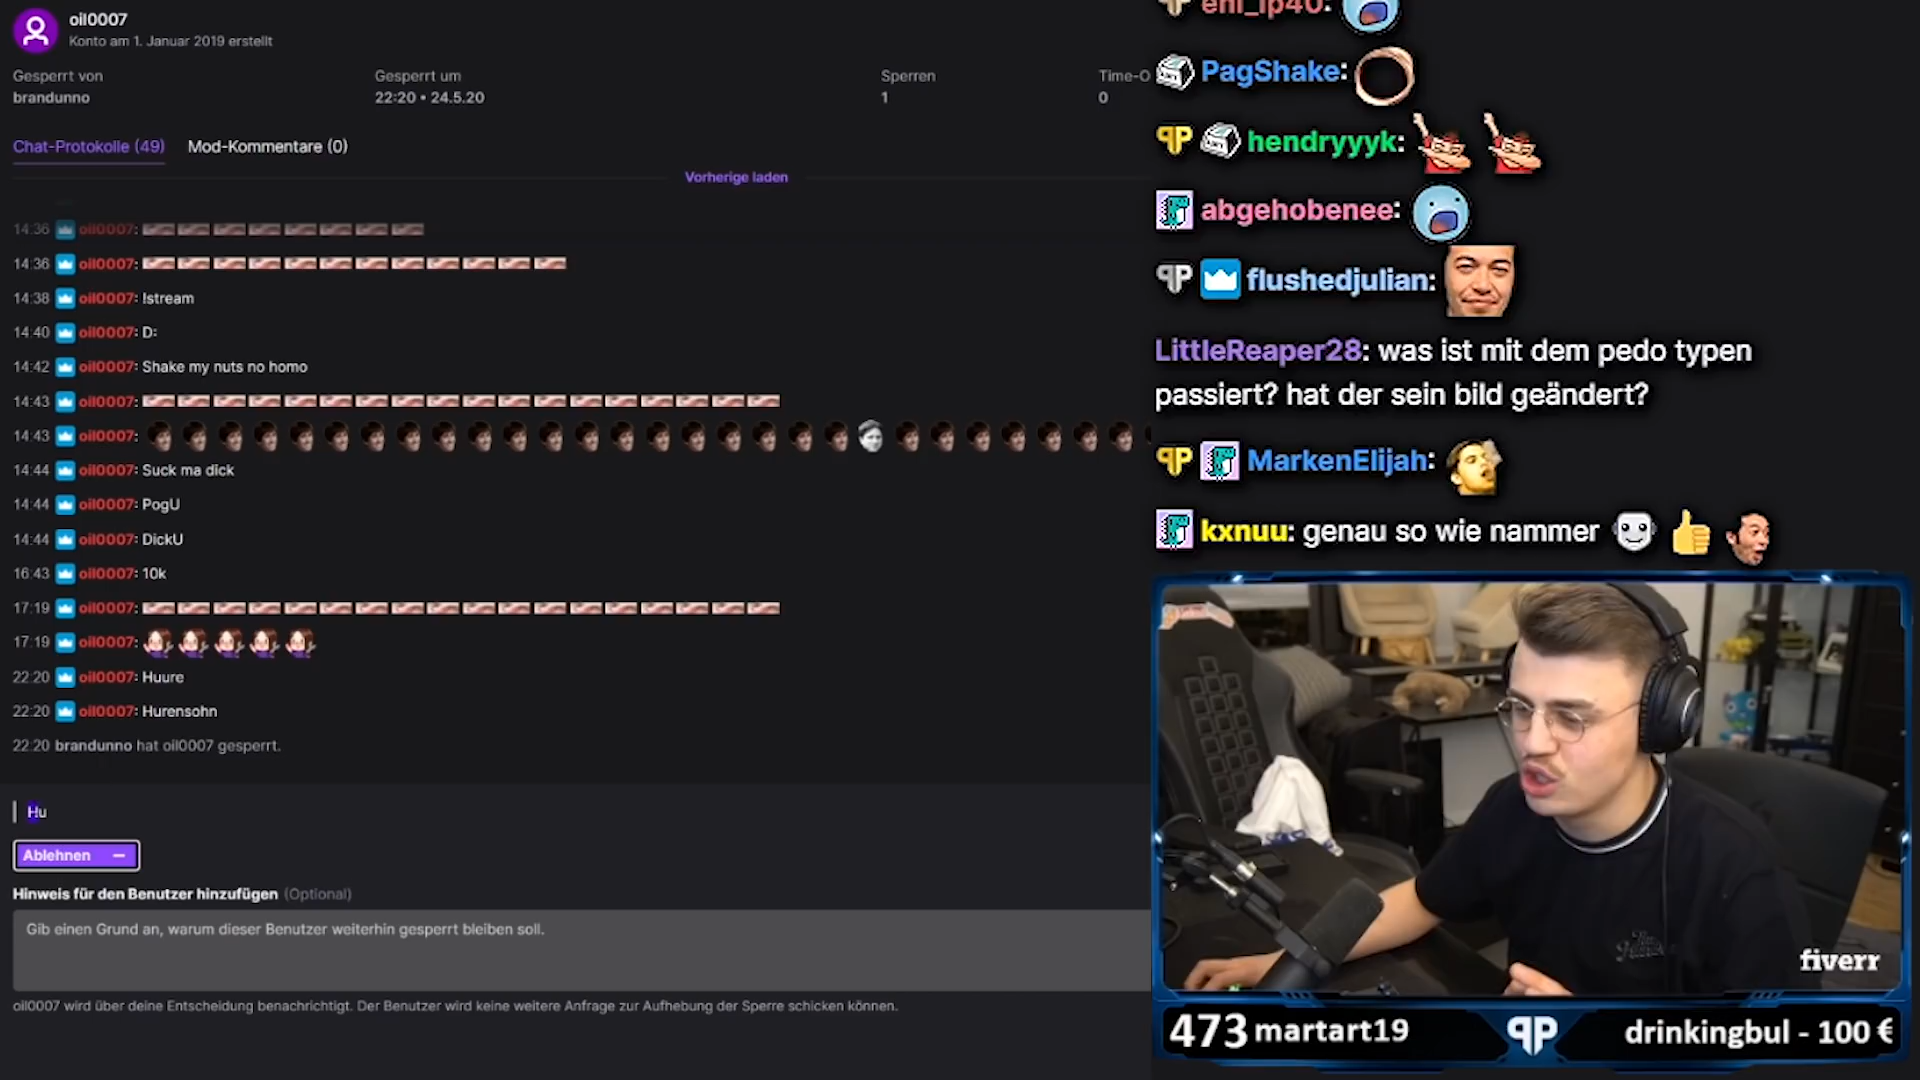 oil0007
Konto am 1. Januar 2019 erstellt
Gesperrt von
brandunno
Gesperrt um
22:20 • 24.5.20
Sperren
1
Time-O
0
Chat-Protokolle (49)
Mod-Kommentare (0)
Vorherige laden
14:36 oil0007:
14:36 oil0007:
14:38 oil0007: !stream
14:40 oil0007: D:
14:42 oil0007: Shake my nuts no homo
14:43 oil0007:
14:43 oil0007:
14:44 oil0007: Suck ma dick
14:44 oil0007: PogU
14:44 oil0007: DickU
16:43 oil0007: 10k
17:19 oil0007:
17:19 oil0007:
22:20 oil0007: Huure
22:20 oil0007: Hurensohn
22:20 brandunno hat oil0007 gesperrt.
Hu
Ablehnen
Hinweis für den Benutzer hinzufügen (Optional)
Gib einen Grund an, warum dieser Benutzer weiterhin gesperrt bleiben soll.
oil0007 wird über deine Entscheidung benachrichtigt. Der Benutzer wird keine weitere Anfrage zur Aufhebung der Sperre schicken können.
PagShake:
hendryyyk:
abgehobenee:
flushedjulian:
LittleReaper28: was ist mit dem pedo typen
passiert? hat der sein bild geändert?
MarkenElijah:
kxnuu: genau so wie nammer
fiverr
473 martart19
drinkingbul - 100 €